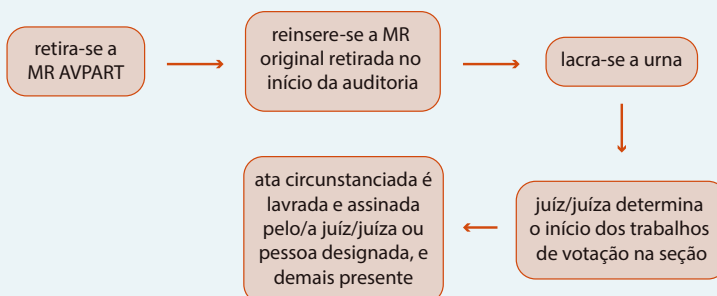 retira-se a
MR AVPART
reinsere-se a MR
original retirada no
início da auditoria
lacra-se a urna
juíz/juíza determina
o início dos trabalhos
de votação na seção
ata circunstanciada é
lavrada e assinada
pelo/a juíz/juíza ou
pessoa designada, e
demais presente